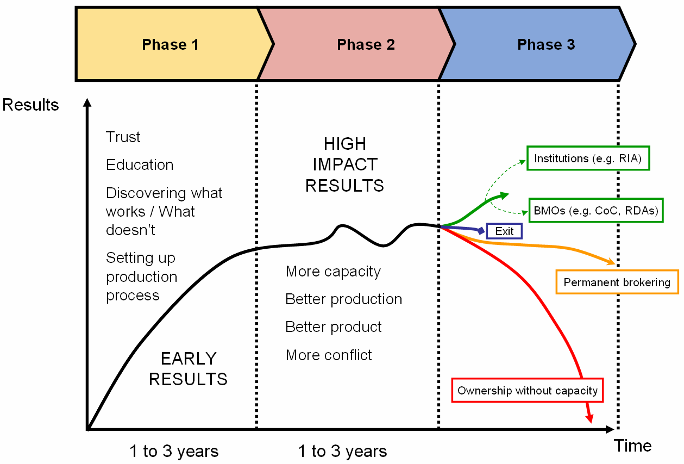 Phase 1
Phase 2
Phase 3
Results
Trust
Education
Discovering what
works / What
doesn't
Setting up
production
process
EARLY
RESULTS
HIGH
IMPACT
RESULTS
More capacity
Better production
Better product
More conflict
Institutions (e.g. RIA)
BMOs (e.g. CoC, RDAs)
Exit
Permanent brokering
Ownership without capacity
1 to 3 years
1 to 3 years
Time